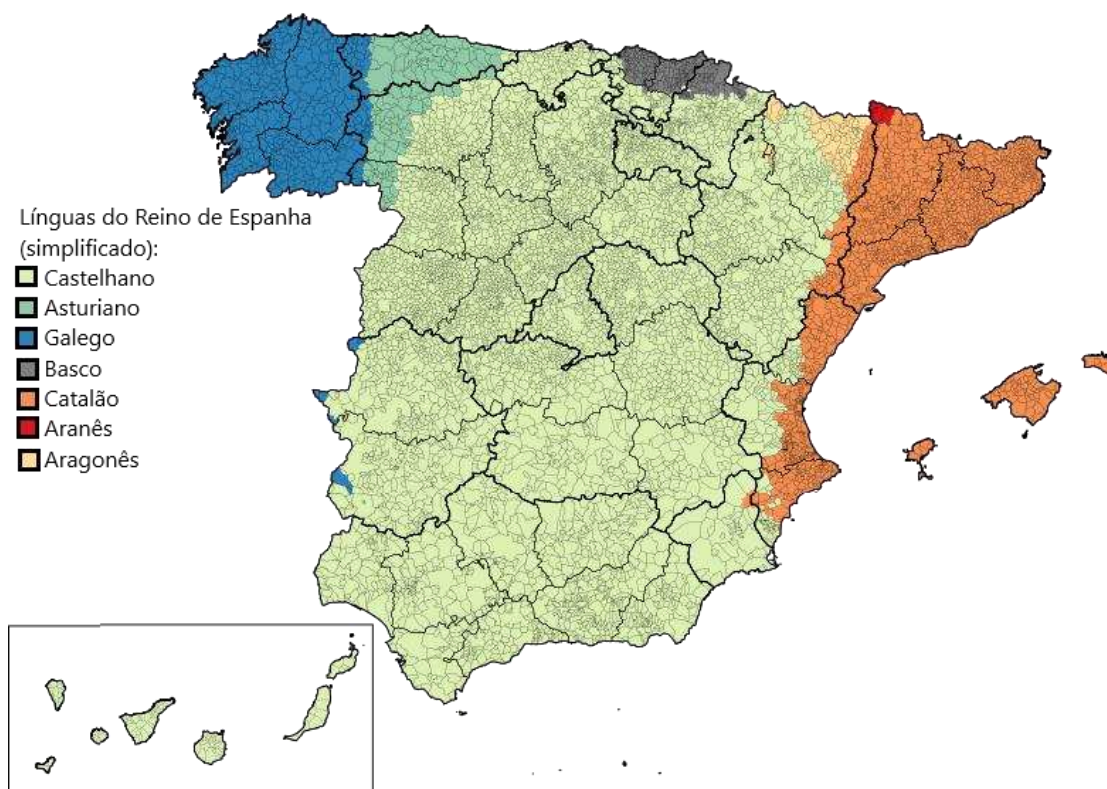 Línguas do Reino de Espanha
(simplificado):
Castelhano
Asturiano
Galego
Basco
Catalão
Aranês
Aragonês